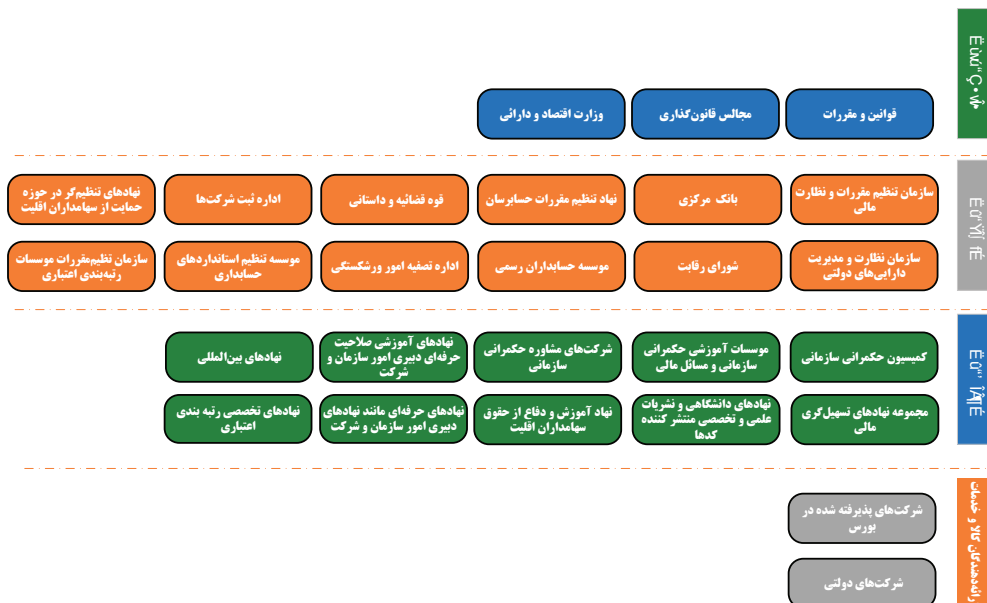 قوانین و مقررات
مجالس قانون‌گذاری
وزارت اقتصاد و دارائی
سازمان تنظیم مقررات و نظارت
مالی
بانک مرکزی
نهاد تنظیم مقررات حسابرسان
قوه قضائیه و داستانی
اداره ثبت شرکت‌ها
نهادهای تنظیم‌گر در حوزه
حمایت از سهامداران اقلیت
سازمان نظارت و مدیریت
دارایی‌های دولتی
شورای رقابت
موسسه حسابداران رسمی
اداره تصفیه امور ورشکستگی
موسسه تنظیم استانداردهای
حسابداری
سازمان تظیم‌مقررات موسسات
رتبه‌بندی اعتباری
کمیسیون حکمرانی سازمانی
موسسات آموزشی حکمرانی
سازمانی و مسائل مالی
شرکت‌های مشاوره حکمرانی
سازمانی
نهادهای آموزشی صلاحیت
حرفه‌ای دبیری امور سازمان و
شرکت
نهادهای بین‌المللی
مجموعه نهادهای تسهیل‌گری
مالی
نهادهای دانشگاهی و نشریات
علمی و تخصصی منتشر کننده
کدها
نهاد آموزش و دفاع از حقوق
سهامداران اقلیت
نهادهای حرفه‌ای مانند نهادهای
دبیری امور سازمان و شرکت
نهادهای تخصصی رتبه بندی
اعتباری
رائه‌دهندگان کالا و خدمات
شرکت‌های پذیرفته شده در
بورس
شرکت‌های دولتی